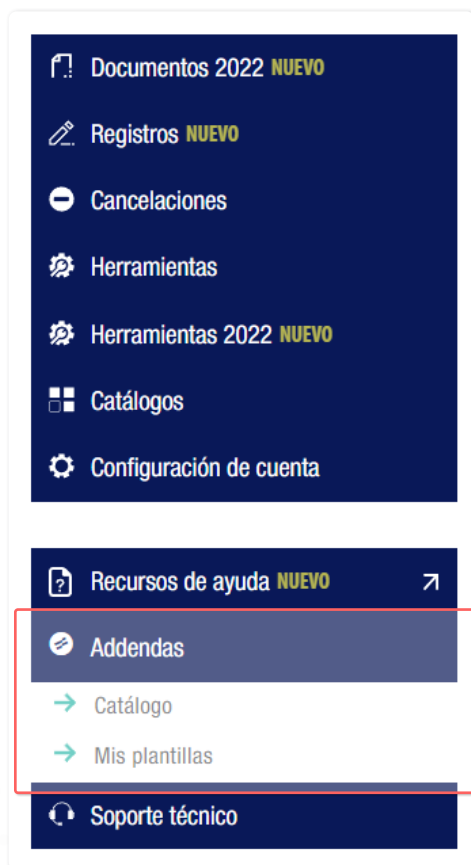 Documentos 2022 NUEVO
Registros NUEVO
Cancelaciones
Herramientas
Herramientas 2022 NUEVO
Catálogos
Configuración de cuenta
Recursos de ayuda NUEVO
Addendas
Catálogo
Mis plantillas
Soporte técnico